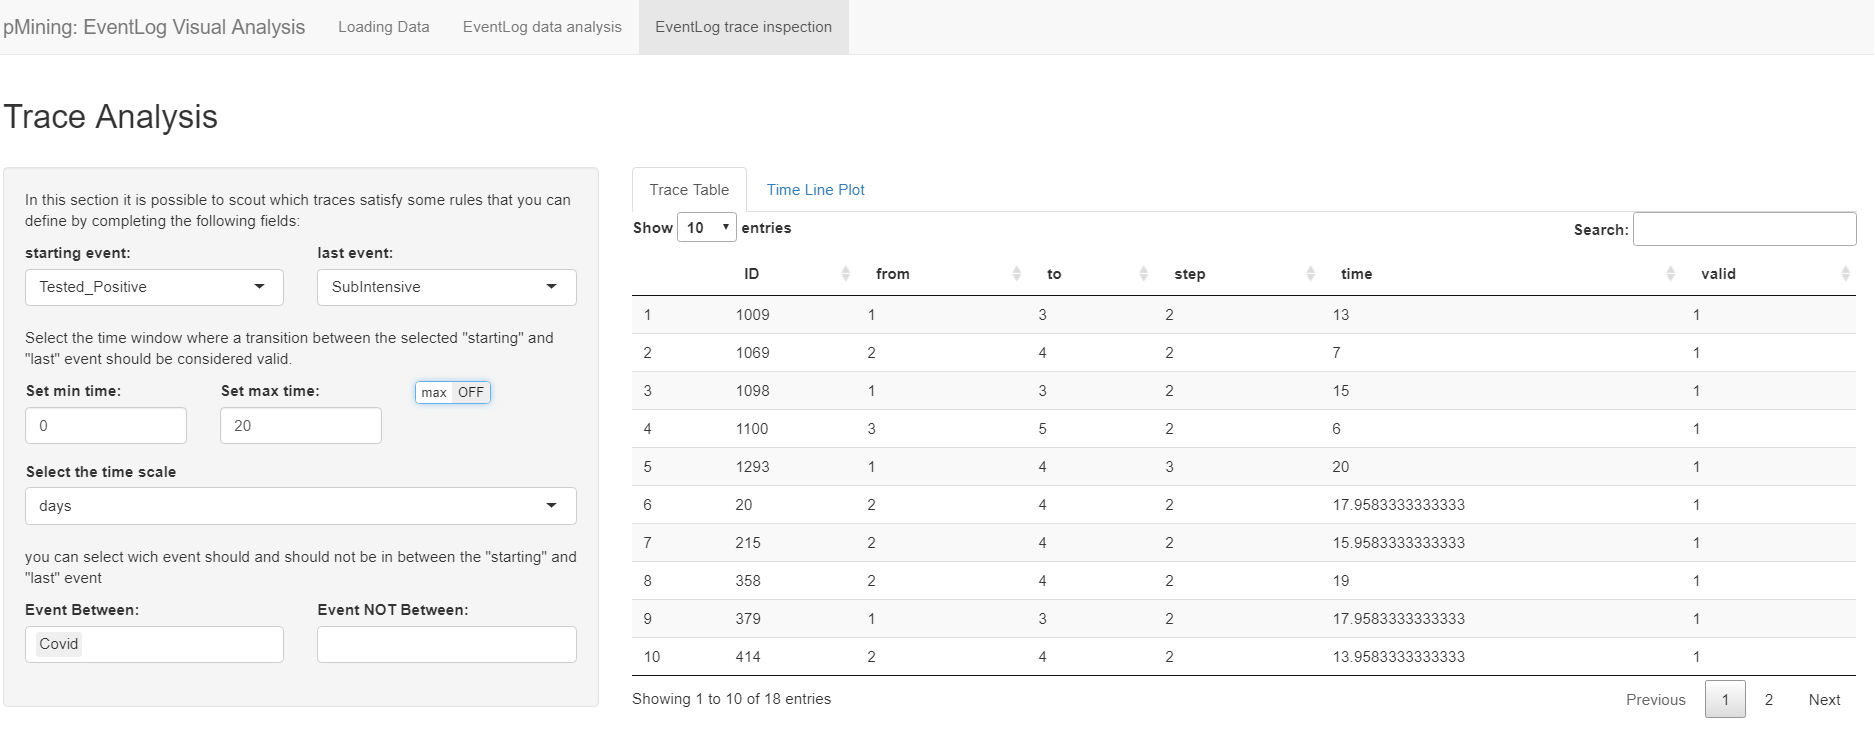 pMining: EventLog Visual Analysis Loading Data EventLog data analysis EventLog trace inspection
Trace Analysis
In this section it is possible to scout which traces satisfy some rules that you can
define by completing the following fields:
starting event: last event:
Tested_Positive SubIntensive
Select the time window where a transition between the selected "starting" and
"last" event should be considered valid.
Set min time: Set max time: max OFF
0 20
Select the time scale
days
you can select wich event should and should not be in between the "starting" and
"last" event
Event Between: Event NOT Between:
Covid
Trace Table Time Line Plot
Show 10 entries Search:
ID from to step time valid
1 1009 1 3 2 13 1
2 1069 2 4 2 7 1
3 1098 1 3 2 15 1
4 1100 3 5 2 6 1
5 1293 1 4 3 20 1
6 20 2 4 2 17.9583333333333 1
7 215 2 4 2 15.9583333333333 1
8 358 2 4 2 19 1
9 379 1 3 2 17.9583333333333 1
10 414 2 4 2 13.9583333333333 1
Showing 1 to 10 of 18 entries Previous 1 2 Next